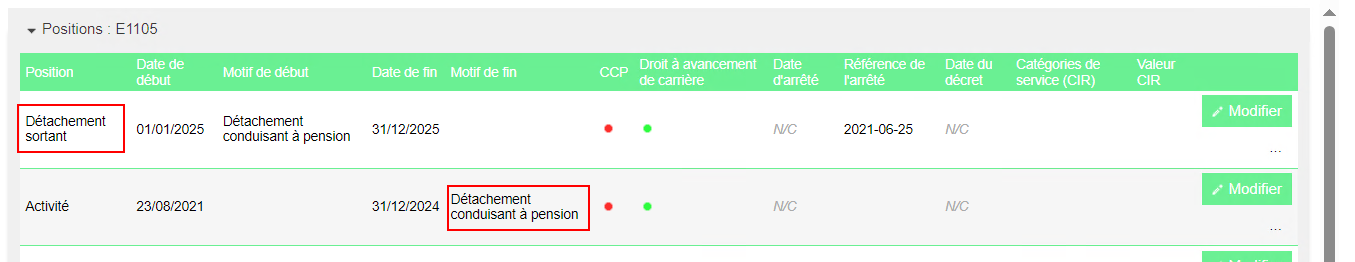 Positions : E1105
Position Date de début Motif de début Date de fin Motif de fin CCP Droit à avancement de carrière Date d'arrêté Référence de l'arrêté Date du décret Catégories de service (CIR) Valeur CIR
Détachement sortant 01/01/2025 Détachement conduisant à pension 31/12/2025 N/C 2021-06-25 N/C Modifier
...
Activité 23/08/2021 31/12/2024 Détachement conduisant à pension N/C N/C Modifier
...